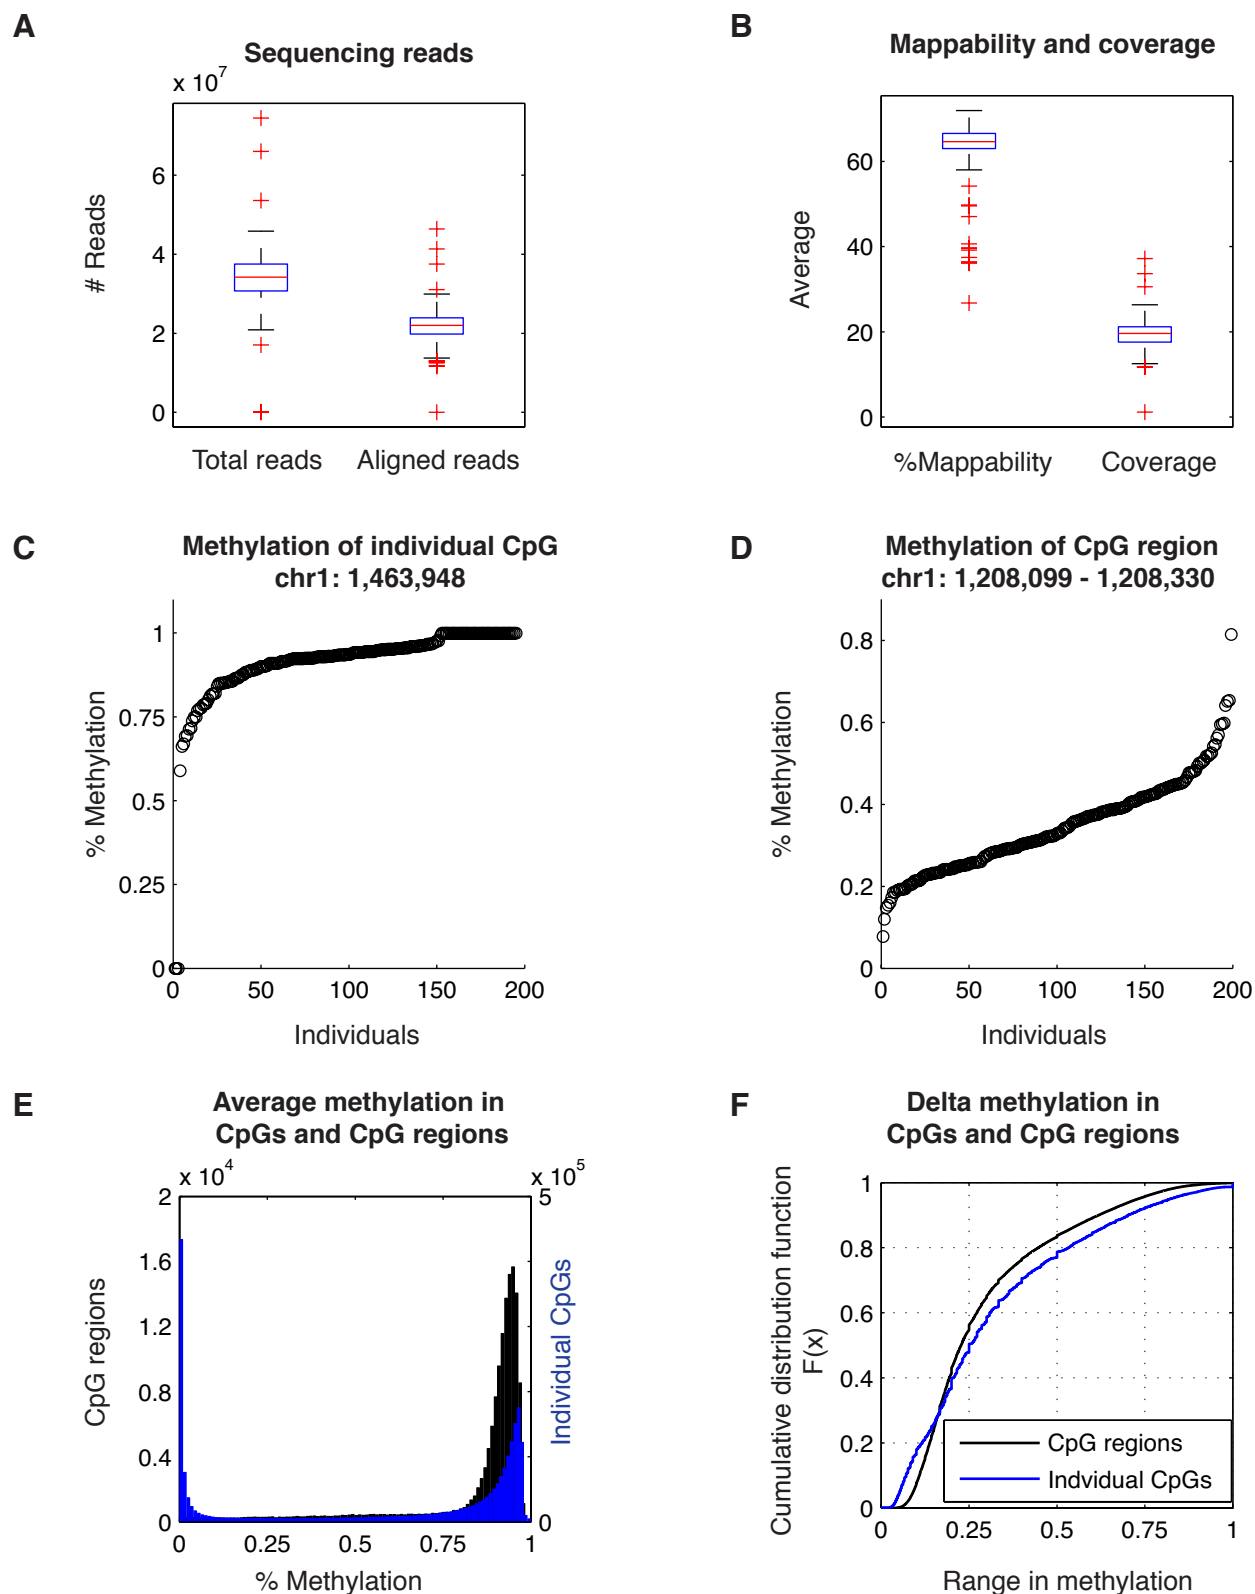 A
Sequencing reads
x 10^7
# Reads
6
4
2
0
Total reads
Aligned reads
B
Mappability and coverage
Average
60
40
20
0
%Mappability
Coverage
C
Methylation of individual CpG
chr1: 1,463,948
% Methylation
1
0.75
0.5
0.25
0
0 50 100 150 200
Individuals
D
Methylation of CpG region
chr1: 1,208,099 - 1,208,330
% Methylation
0.8
0.6
0.4
0.2
0
0 50 100 150 200
Individuals
E
Average methylation in
CpGs and CpG regions
x 10^4
x 10^5
CpG regions
2
1.6
1.2
0.8
0.4
0
5
0
Individual CpGs
0 0.25 0.5 0.75 1
% Methylation
F
Delta methylation in
CpGs and CpG regions
Cumulative distribution function
F(x)
1
0.8
0.6
0.4
0.2
0
CpG regions
Indvidual CpGs
0 0.25 0.5 0.75 1
Range in methylation